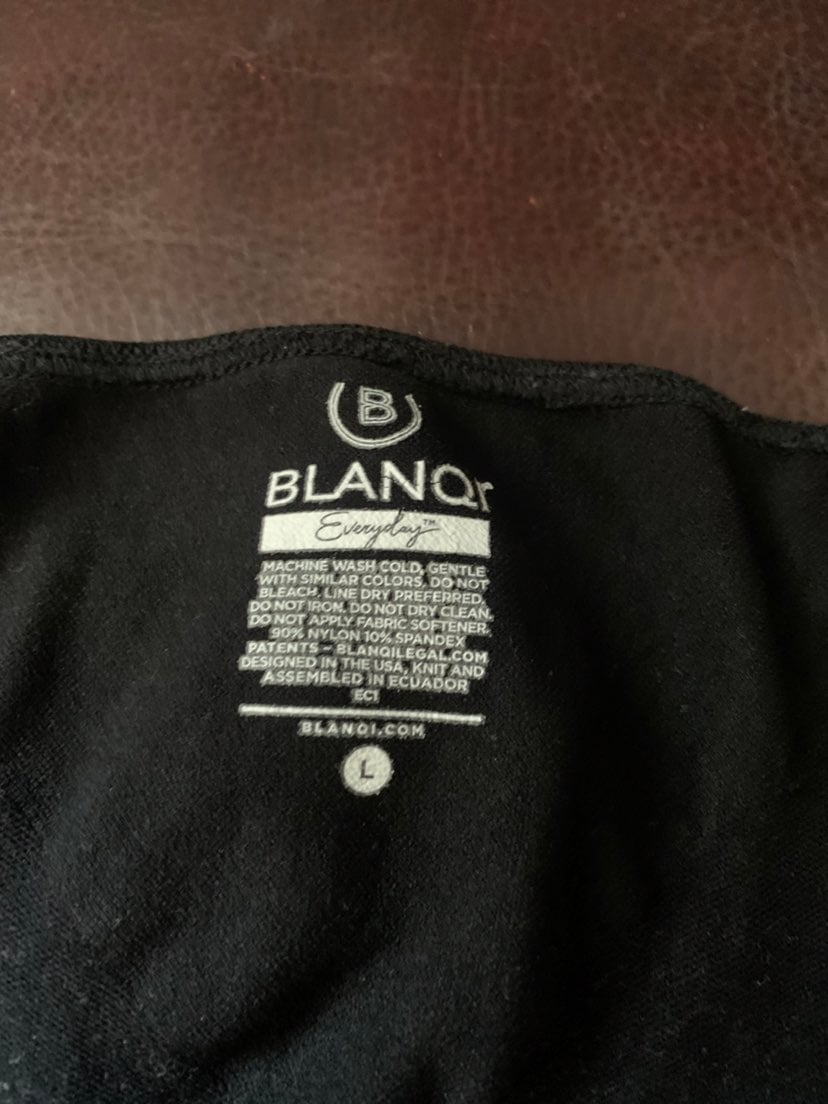 B
BLANQI
Everyday™
MACHINE WASH COLD, GENTLE
WITH SIMILAR COLORS. DO NOT
BLEACH. LINE DRY PREFERRED.
DO NOT IRON. DO NOT DRY CLEAN.
DO NOT APPLY FABRIC SOFTENER.
90% NYLON 10% SPANDEX
PATENTS – BLANQILEGAL.COM
DESIGNED IN THE USA, KNIT AND
ASSEMBLED IN ECUADOR
EC1
BLANQI.COM
L